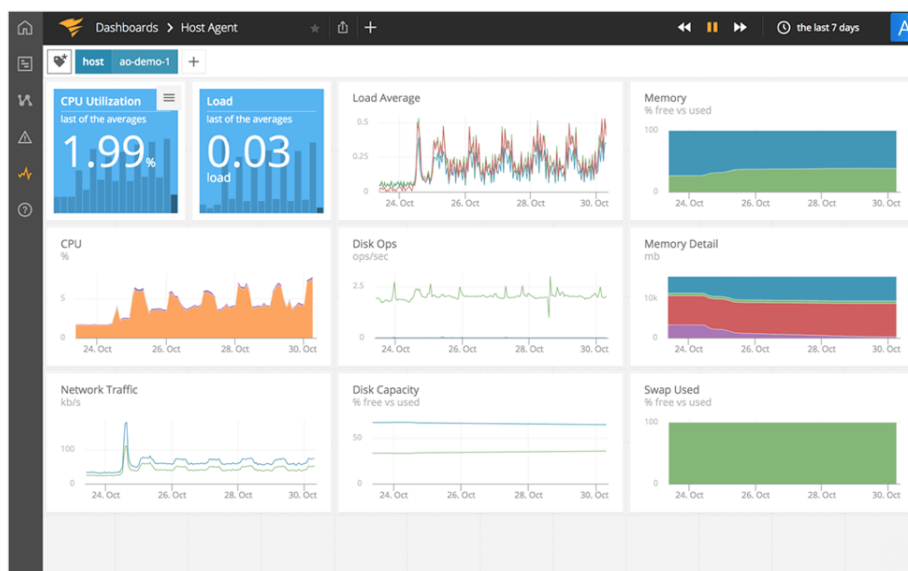 Dashboards > Host Agent
the last 7 days
A
host ao-demo-1
CPU Utilization
last of the averages
1.99%
Load
last of the averages
0.03
load
Load Average
0.5
0.25
0
24. Oct 26. Oct 28. Oct 30. Oct
Memory
% free vs used
100
0
24. Oct 26. Oct 28. Oct 30. Oct
CPU
%
5
0
24. Oct 26. Oct 28. Oct 30. Oct
Disk Ops
ops/sec
2.5
0
24. Oct 26. Oct 28. Oct 30. Oct
Memory Detail
mb
10k
0
24. Oct 26. Oct 28. Oct 30. Oct
Network Traffic
kb/s
100
0
24. Oct 26. Oct 28. Oct 30. Oct
Disk Capacity
% free vs used
50
0
24. Oct 26. Oct 28. Oct 30. Oct
Swap Used
% free vs used
100
0
24. Oct 26. Oct 28. Oct 30. Oct